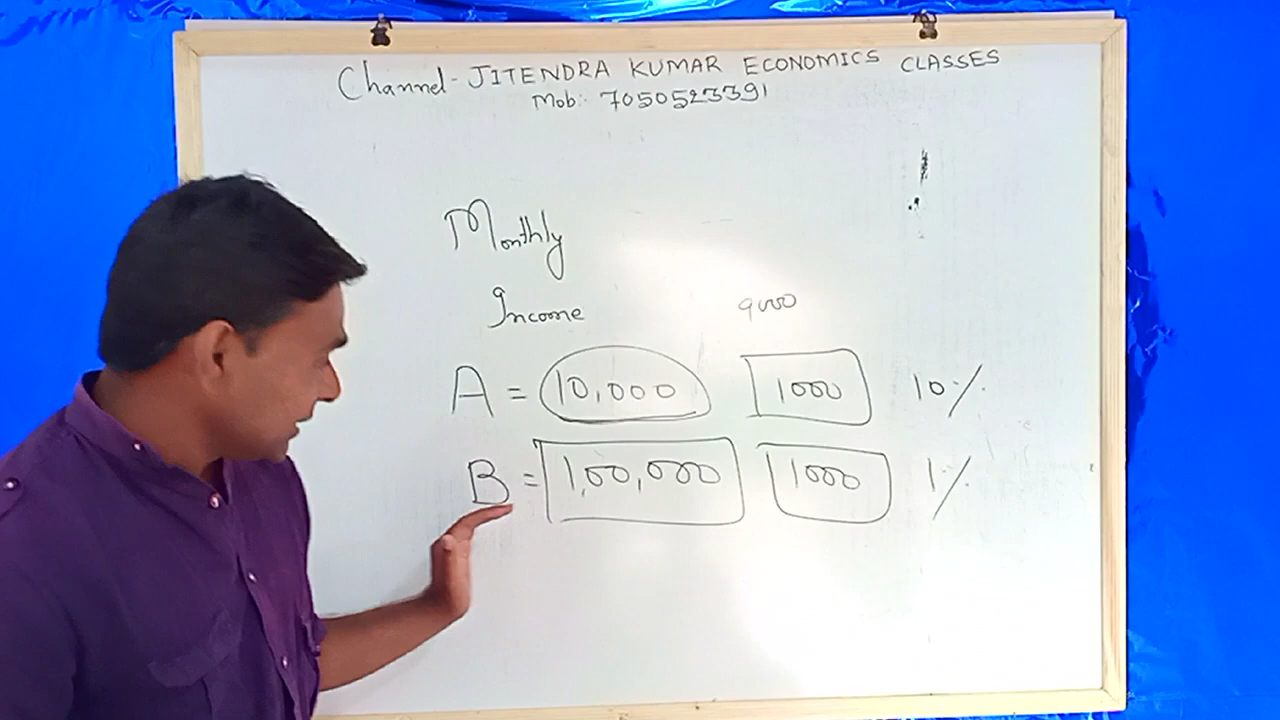 Channel - JITENDRA KUMAR ECONOMICS CLASSES
Mob:- 7050523391
Monthly
Income 9000
A = 10,000 1000 10%
B = 1,00,000 1000 1%